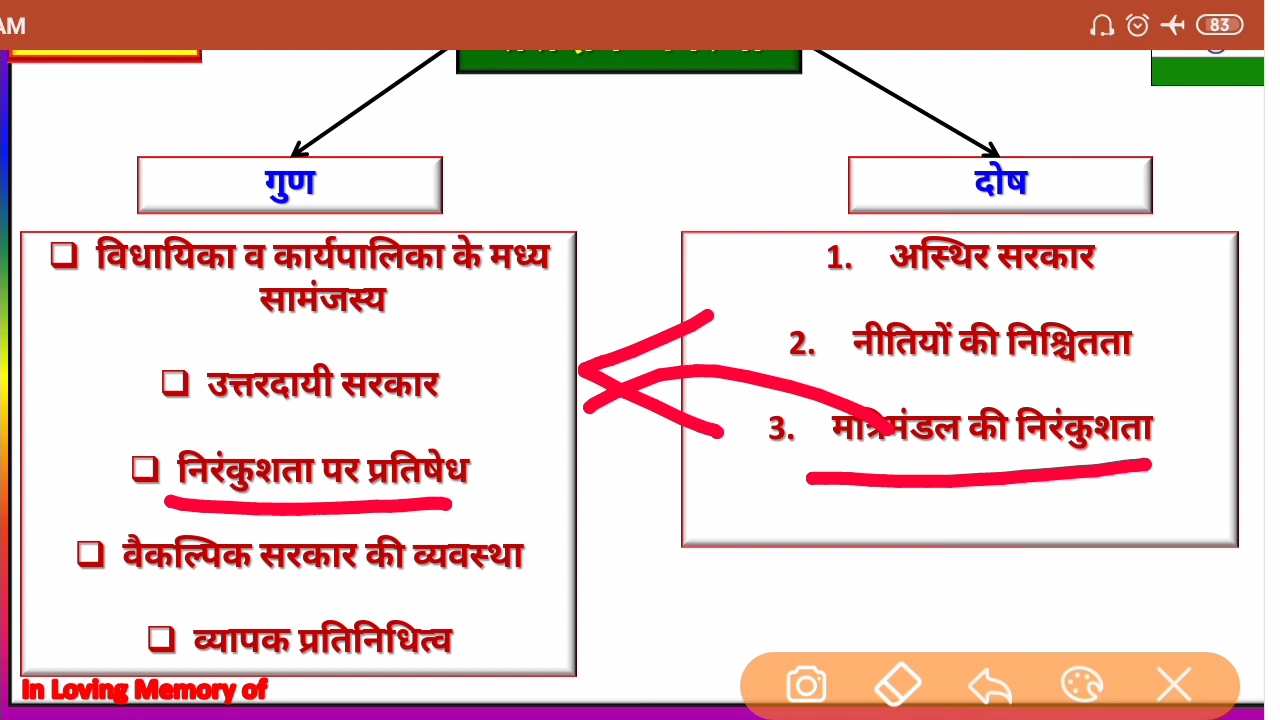 AM
83
गुण
दोष
❑ विधायिका व कार्यपालिका के मध्य
सामंजस्य
❑ उत्तरदायी सरकार
❑ निरंकुशता पर प्रतिषेध
❑ वैकल्पिक सरकार की व्यवस्था
❑ व्यापक प्रतिनिधित्व
1. अस्थिर सरकार
2. नीतियों की निश्चितता
3. मंत्रिमंडल की निरंकुशता
In Loving Memory of